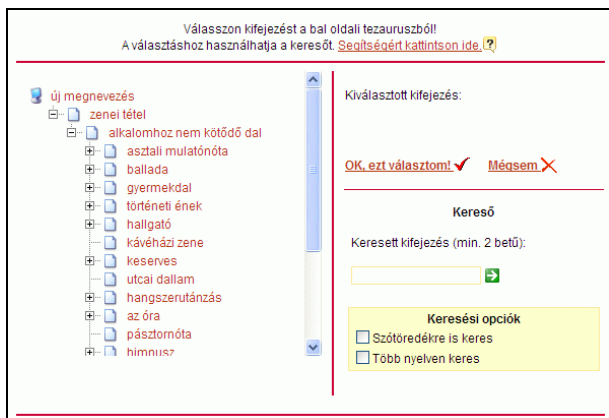 Válasszon kifejezést a bal oldali tezauruszból!
A választáshoz használhatja a keresőt. Segítségért kattintson ide.
új megnevezés
zenei tétel
alkalomhoz nem kötődő dal
asztali mulatónóta
ballada
gyermekdal
történeti ének
hallgató
kávéházi zene
keserves
utcai dallam
hangszerutánzás
az óra
pásztornóta
himnusz
Kiválasztott kifejezés:
OK, ezt választom! Mégsem
Kereső
Keresett kifejezés (min. 2 betű):
Keresési opciók
Szótöredékre is keres
Több nyelven keres